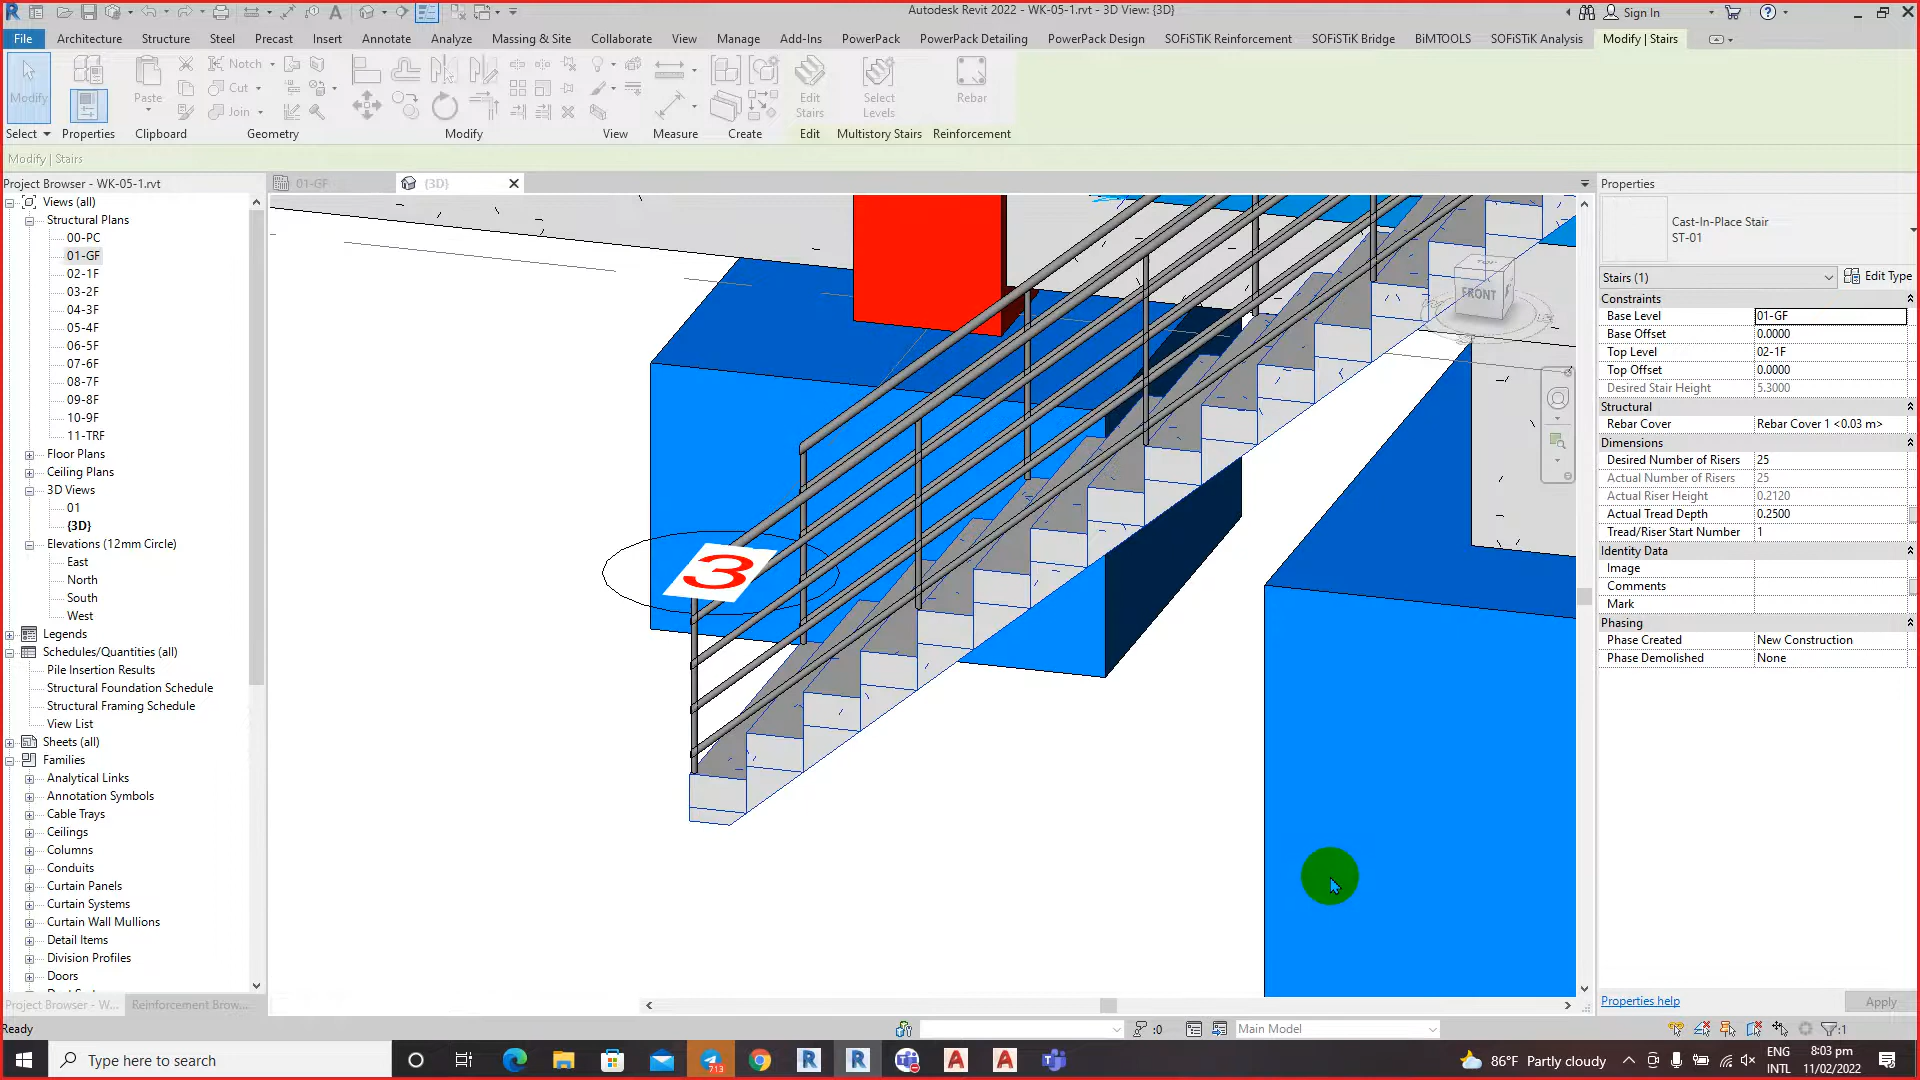 Autodesk Revit 2022 - WK-05-1.rvt - 3D View: {3D}
Sign In
File Architecture Structure Steel Precast Insert Annotate Analyze Massing & Site Collaborate View Manage Add-Ins PowerPack PowerPack Detailing PowerPack Design SOFiSTiK Reinforcement SOFiSTiK Bridge BiMTOOLS SOFiSTiK Analysis Modify | Stairs
Modify
Paste
Notch
Cut
Join
Edit Stairs
Select Levels
Rebar
Select Properties Clipboard Geometry Modify View Measure Create Edit Multistory Stairs Reinforcement
Modify | Stairs
Project Browser - WK-05-1.rvt
Views (all)
Structural Plans
00-PC
01-GF
02-1F
03-2F
04-3F
05-4F
06-5F
07-6F
08-7F
09-8F
10-9F
11-TRF
Floor Plans
Ceiling Plans
3D Views
01
{3D}
Elevations (12mm Circle)
East
North
South
West
Legends
Schedules/Quantities (all)
Pile Insertion Results
Structural Foundation Schedule
Structural Framing Schedule
View List
Sheets (all)
Families
Analytical Links
Annotation Symbols
Cable Trays
Ceilings
Columns
Conduits
Curtain Panels
Curtain Systems
Curtain Wall Mullions
Detail Items
Division Profiles
Doors
Project Browser - W...
Reinforcement Brow...
01-GF
{3D}
TOP
FRONT
3
Properties
Cast-In-Place Stair
ST-01
Stairs (1)
Edit Type
Constraints
Base Level 01-GF
Base Offset 0.0000
Top Level 02-1F
Top Offset 0.0000
Desired Stair Height 5.3000
Structural
Rebar Cover Rebar Cover 1 <0.03 m>
Dimensions
Desired Number of Risers 25
Actual Number of Risers 25
Actual Riser Height 0.2120
Actual Tread Depth 0.2500
Tread/Riser Start Number 1
Identity Data
Image
Comments
Mark
Phasing
Phase Created New Construction
Phase Demolished None
Properties help
Apply
Ready
:0
Main Model
:1
Type here to search
713
86°F Partly cloudy
ENG
INTL
8:03 pm
11/02/2022